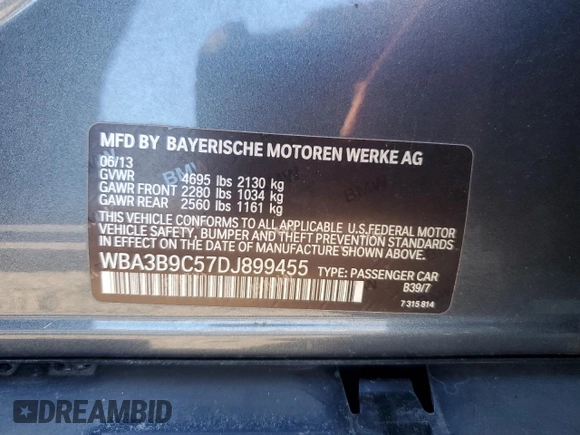 MFD BY BAYERISCHE MOTOREN WERKE AG
06/13
GVWR 4695 lbs 2130 kg
GAWR FRONT 2280 lbs 1034 kg
GAWR REAR 2560 lbs 1161 kg
THIS VEHICLE CONFORMS TO ALL APPLICABLE U.S.FEDERAL MOTOR
VEHICLE SAFETY, BUMPER AND THEFT PREVENTION STANDARDS IN
EFFECT ON THE DATE OF MANUFACTURE SHOWN ABOVE.
WBA3B9C57DJ899455 TYPE: PASSENGER CAR
B39/7
7 315 814
DREAMBID